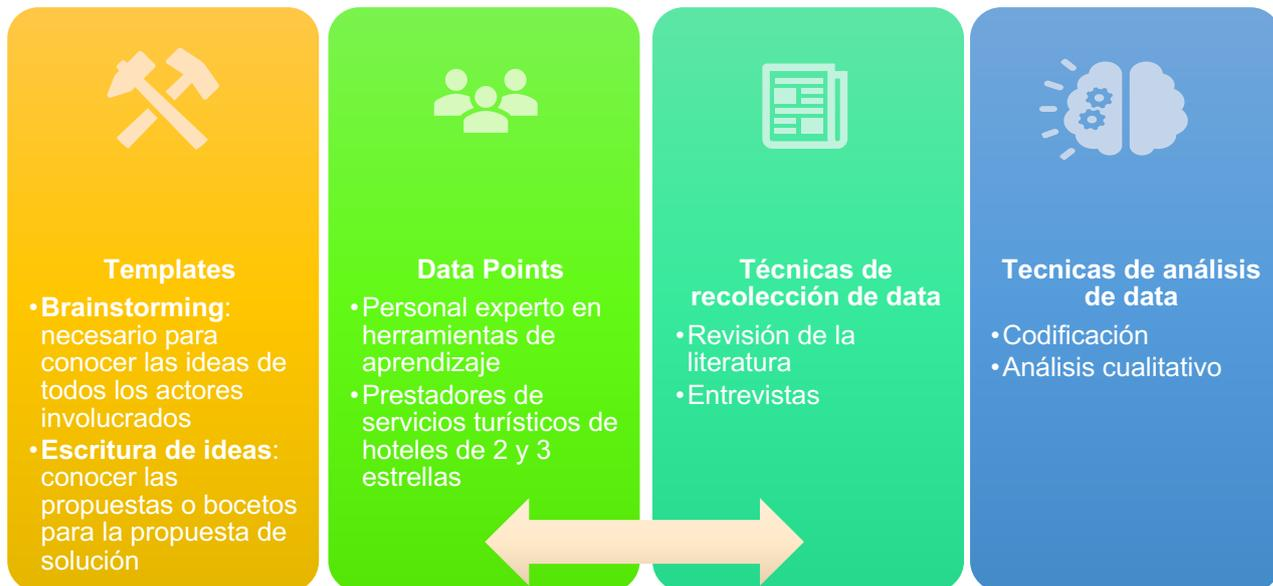 Templates
•Brainstorming:
necesario para
conocer las ideas de
todos los actores
involucrados
•Escritura de ideas:
conocer las
propuestas o bocetos
para la propuesta de
solución
Data Points
•Personal experto en
herramientas de
aprendizaje
•Prestadores de
servicios turísticos de
hoteles de 2 y 3
estrellas
Técnicas de
recolección de data
•Revisión de la
literatura
•Entrevistas
Tecnicas de análisis
de data
•Codificación
•Análisis cualitativo